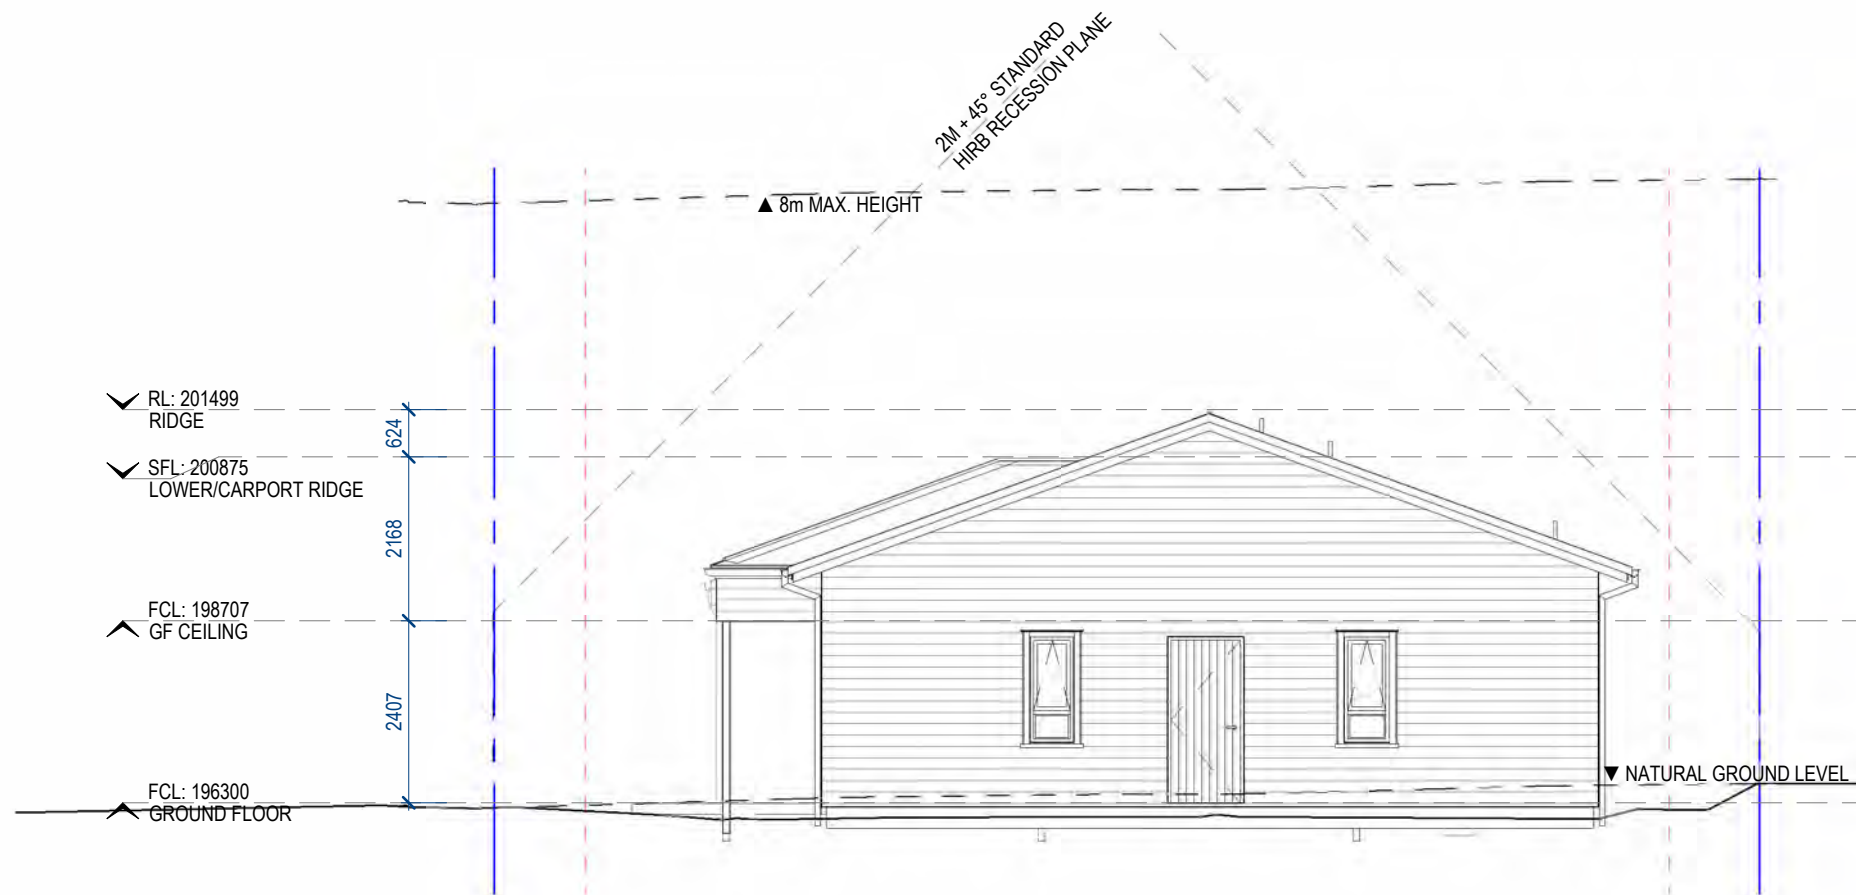 2M + 45° STANDARD
HIRB RECESSION PLANE
▲ 8m MAX. HEIGHT
RL: 201499
RIDGE
624
SFL: 200875
LOWER/CARPORT RIDGE
2168
FCL: 198707
GF CEILING
2407
▼ NATURAL GROUND LEVEL
FCL: 196300
GROUND FLOOR